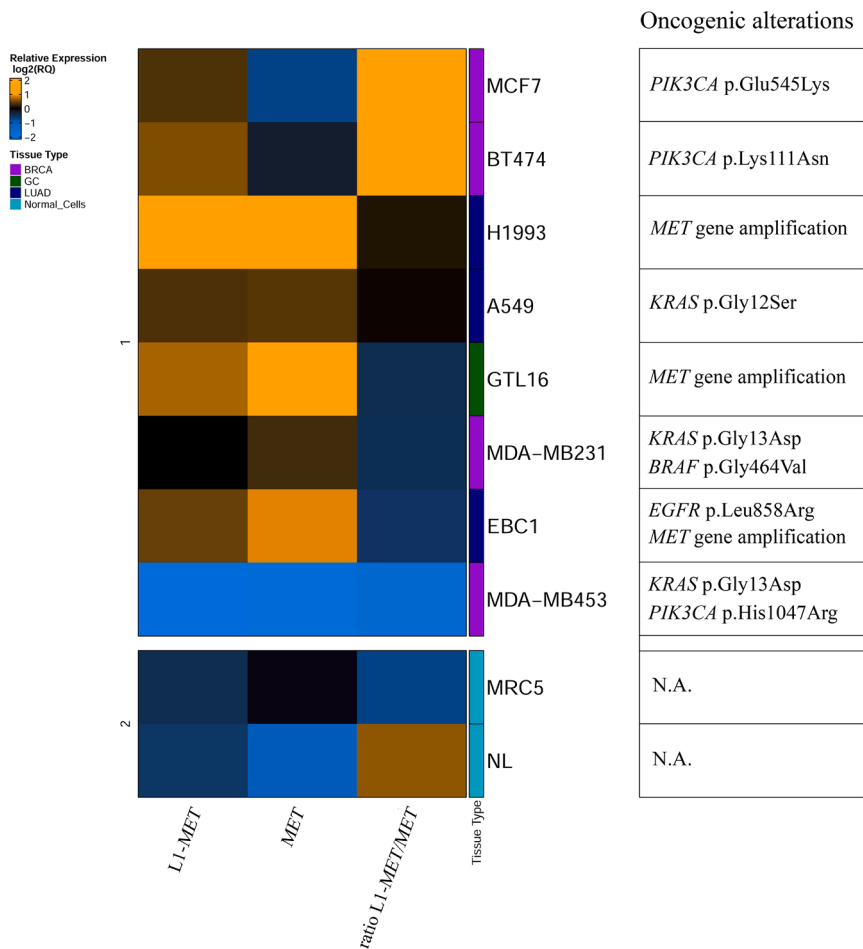 Oncogenic alterations
Relative Expression
log2(RQ)
2
1
0
−1
−2
Tissue Type
BRCA
GC
LUAD
Normal_Cells
MCF7
PIK3CA p.Glu545Lys
BT474
PIK3CA p.Lys111Asn
H1993
MET gene amplification
A549
KRAS p.Gly12Ser
1
GTL16
MET gene amplification
MDA−MB231
KRAS p.Gly13Asp
BRAF p.Gly464Val
EBC1
EGFR p.Leu858Arg
MET gene amplification
MDA−MB453
KRAS p.Gly13Asp
PIK3CA p.His1047Arg
MRC5
N.A.
2
NL
N.A.
L1-MET
MET
ratio L1-MET/MET
Tissue Type